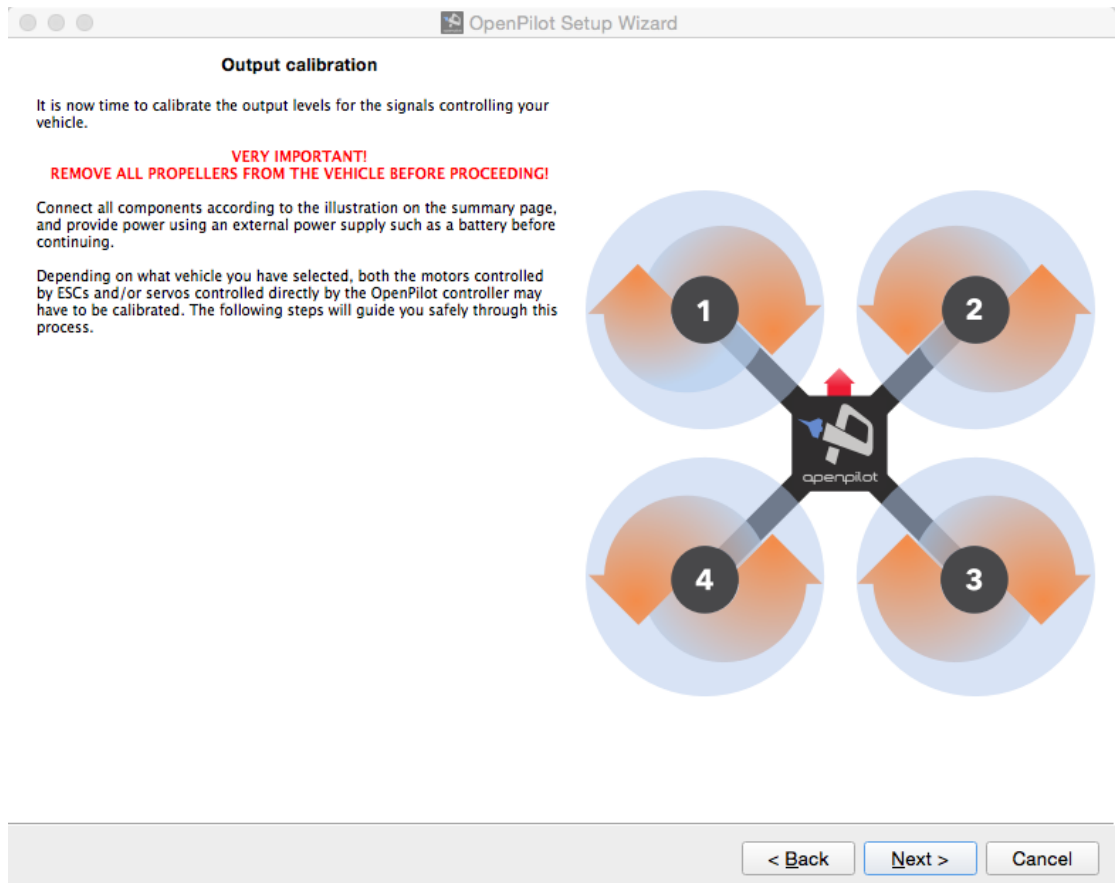 OpenPilot Setup Wizard
Output calibration
It is now time to calibrate the output levels for the signals controlling your
vehicle.
VERY IMPORTANT!
REMOVE ALL PROPELLERS FROM THE VEHICLE BEFORE PROCEEDING!
Connect all components according to the illustration on the summary page,
and provide power using an external power supply such as a battery before
continuing.
Depending on what vehicle you have selected, both the motors controlled
by ESCs and/or servos controlled directly by the OpenPilot controller may
have to be calibrated. The following steps will guide you safely through this
process.
1
2
openpilot
4
3
< Back
Next >
Cancel